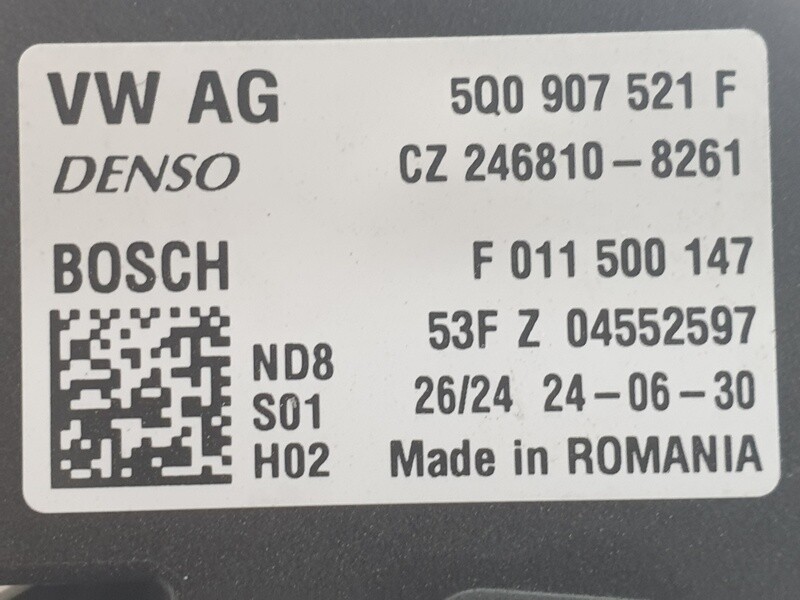 VW AG 5Q0 907 521 F
DENSO CZ 246810-8261
BOSCH F 011 500 147
53F Z 04552597
ND8
S01 26/24 24-06-30
H02 Made in ROMANIA